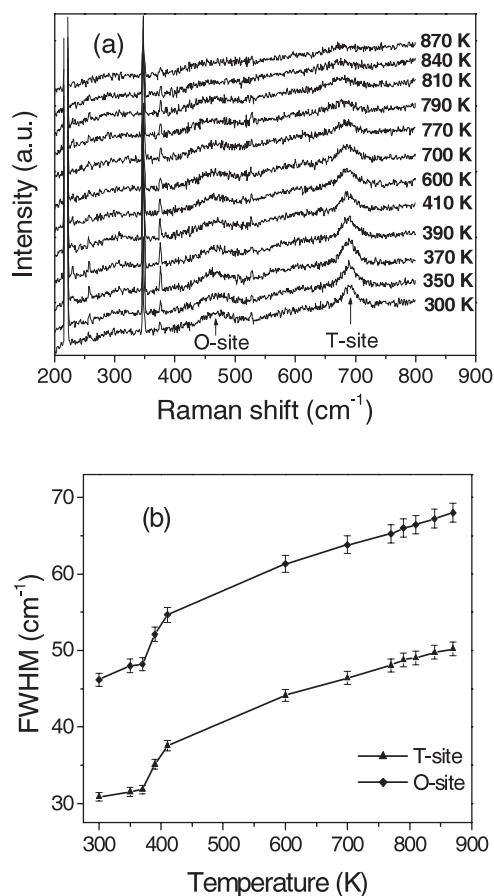 (a)
870 K
840 K
810 K
790 K
770 K
700 K
600 K
410 K
390 K
370 K
350 K
300 K
O-site
T-site
Intensity (a.u.)
200 300 400 500 600 700 800 900
Raman shift (cm⁻¹)
(b)
70
60
50
40
30
FWHM (cm⁻¹)
T-site
O-site
300 400 500 600 700 800 900
Temperature (K)